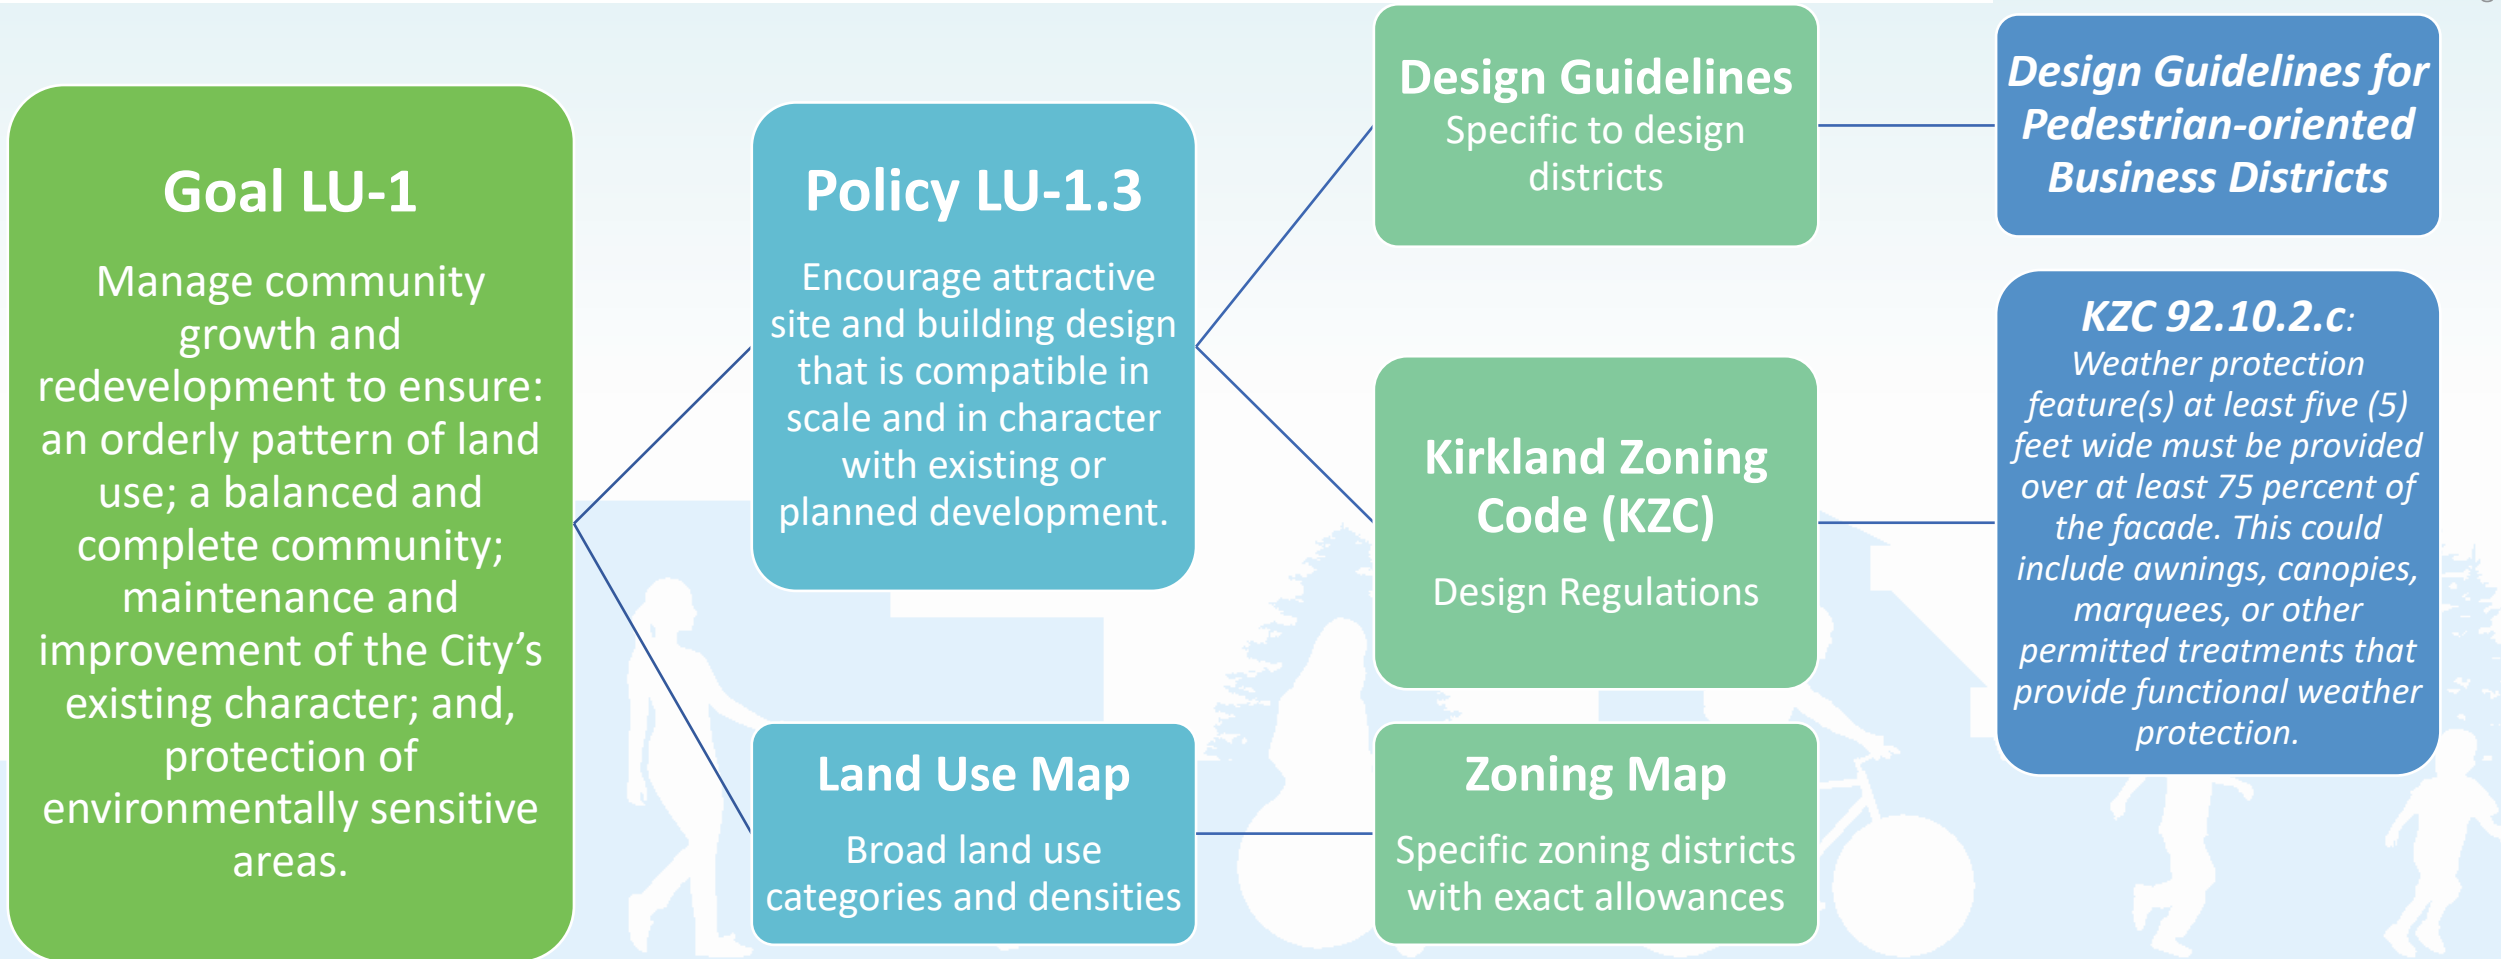 Goal LU-1
Manage community
growth and
redevelopment to ensure:
an orderly pattern of land
use; a balanced and
complete community;
maintenance and
improvement of the City’s
existing character; and,
protection of
environmentally sensitive
areas.
Policy LU-1.3
Encourage attractive
site and building design
that is compatible in
scale and in character
with existing or
planned development.
Land Use Map
Broad land use
categories and densities
Design Guidelines
Specific to design
districts
Kirkland Zoning
Code (KZC)
Design Regulations
Zoning Map
Specific zoning districts
with exact allowances
Design Guidelines for
Pedestrian-oriented
Business Districts
KZC 92.10.2.c:
Weather protection
feature(s) at least five (5)
feet wide must be provided
over at least 75 percent of
the facade. This could
include awnings, canopies,
marquees, or other
permitted treatments that
provide functional weather
protection.